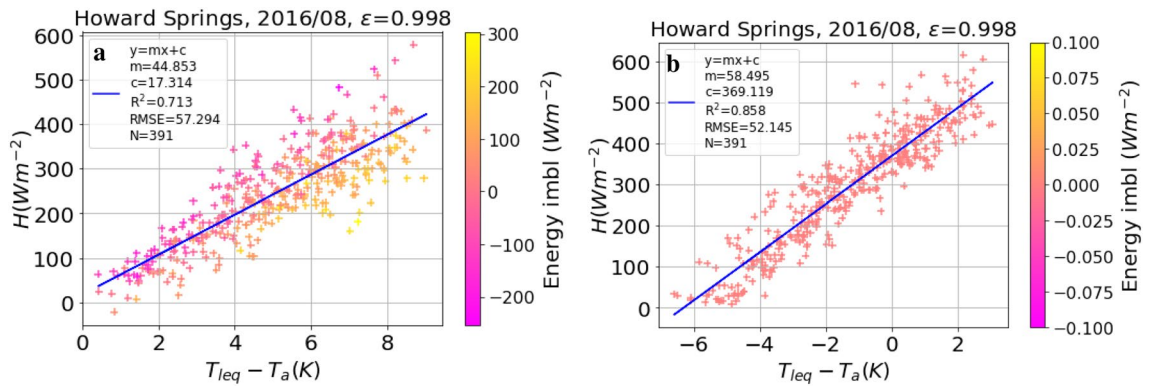 Howard Springs, 2016/08, ε=0.998
a
y=mx+c
m=44.853
c=17.314
R²=0.713
RMSE=57.294
N=391
600
500
400
300
200
100
0
H(Wm⁻²)
0 2 4 6 8
T_leq − T_a(K)
300
200
100
0
−100
−200
Energy imbl (Wm⁻²)
Howard Springs, 2016/08, ε=0.998
b
y=mx+c
m=58.495
c=369.119
R²=0.858
RMSE=52.145
N=391
600
500
400
300
200
100
0
H(Wm⁻²)
−6 −4 −2 0 2
T_leq − T_a(K)
0.100
0.075
0.050
0.025
0.000
−0.025
−0.050
−0.075
−0.100
Energy imbl (Wm⁻²)